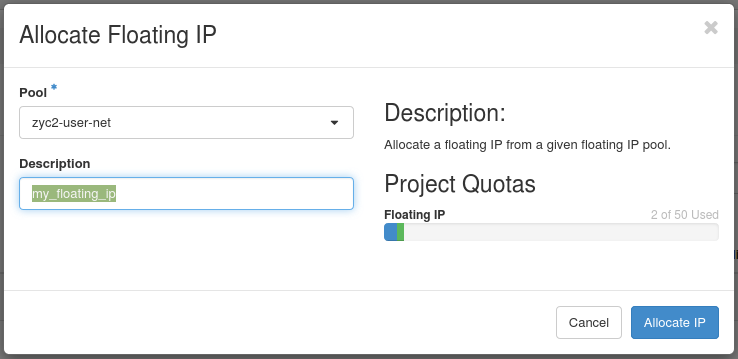 Allocate Floating IP
Pool *
zyc2-user-net
Description
my_floating_ip
Description:
Allocate a floating IP from a given floating IP pool.
Project Quotas
Floating IP 2 of 50 Used
Cancel Allocate IP